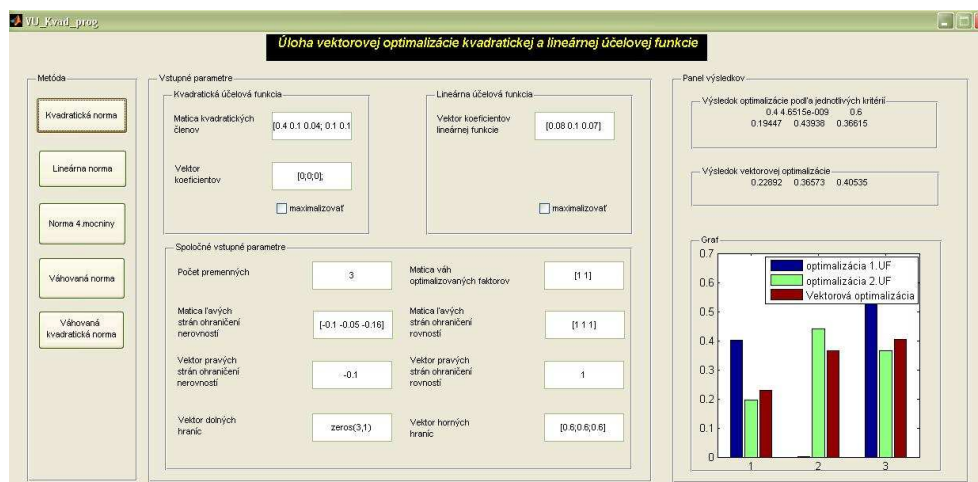 VU_Kvad_prog
Úloha vektorovej optimalizácie kvadratickej a lineárnej účelovej funkcie
Metóda
Kvadratická norma
Lineárna norma
Norma 4.mocniny
Váhovaná norma
Váhovaná
kvadratická norma
Vstupné parametre
Kvadratická účelová funkcia
Matica kvadratických
členov
[0.4 0.1 0.04; 0.1 0.1
Vektor
koeficientov
[0;0;0];
maximalizovať
Lineárna účelová funkcia
Vektor koeficientov
lineárnej funkcie
[0.08 0.1 0.07]
maximalizovať
Spoločné vstupné parametre
Počet premenných
3
Matica váh
optimalizovaných faktorov
[1 1]
Matica ľavých
strán ohraničení
nerovností
[-0.1 -0.05 -0.16]
Matica ľavých
strán ohraničení
rovností
[1 1 1]
Vektor pravých
strán ohraničení
nerovností
-0.1
Vektor pravých
strán ohraničení
rovností
1
Vektor dolných
hraníc
zeros(3,1)
Vektor horných
hraníc
[0.6;0.6;0.6]
Panel výsledkov
Výsledok optimalizácie podľa jednotlivých kritérií
0.4 4.6515e-009 0.6
0.19447 0.43938 0.36615
Výsledok vektorovej optimalizácie
0.22892 0.36573 0.40535
Graf
optimalizácia 1.UF
optimalizácia 2.UF
Vektorová optimalizácia
0.7
0.6
0.5
0.4
0.3
0.2
0.1
0
1 2 3